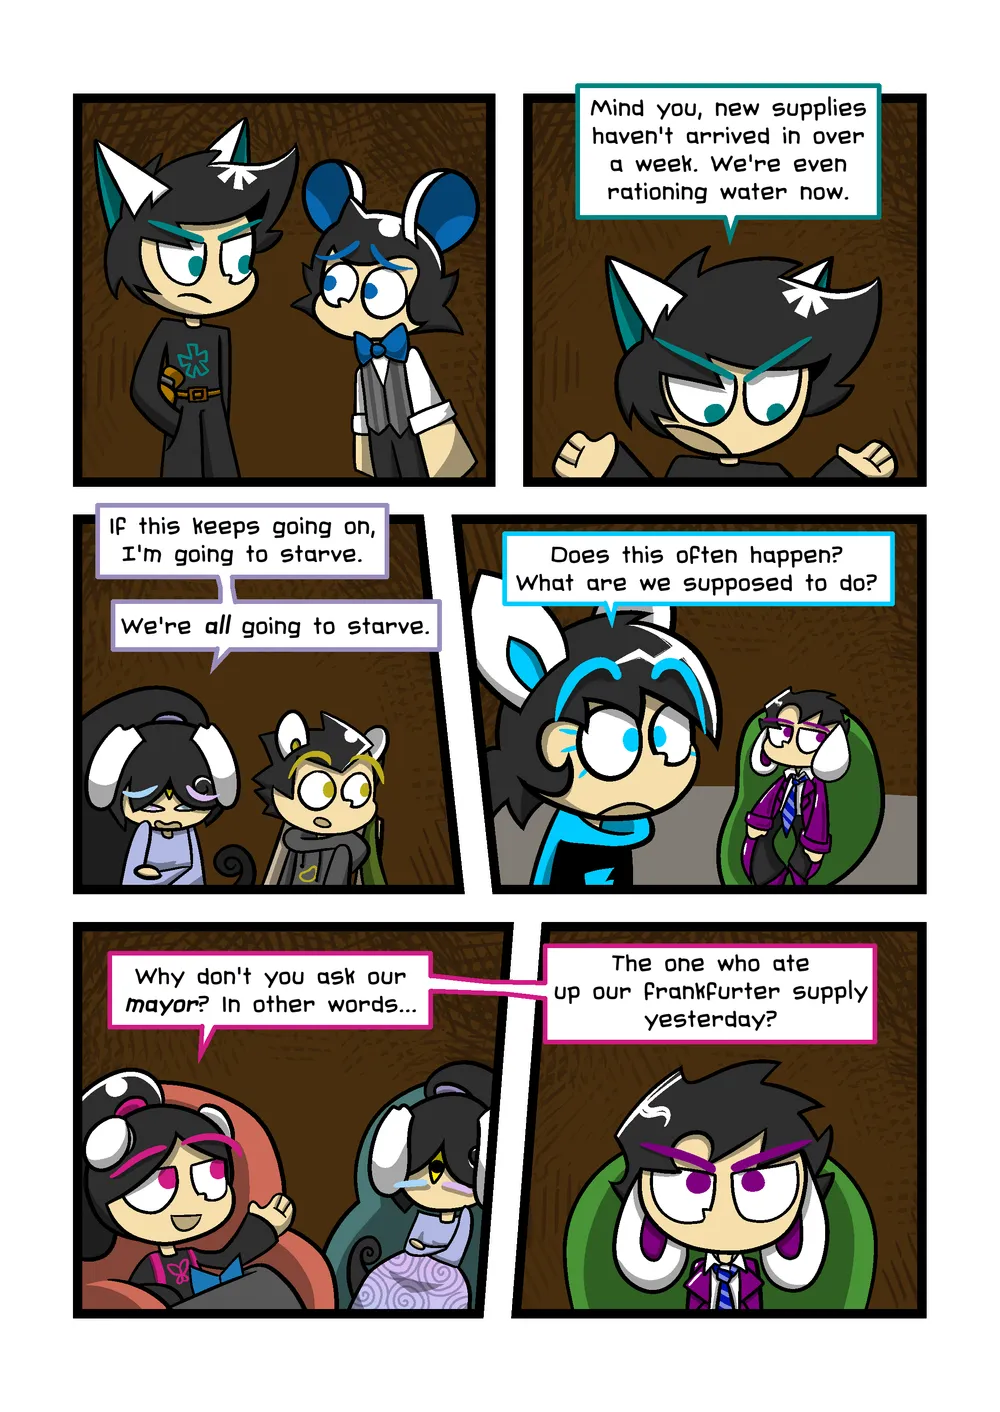 Mind you, new supplies
haven't arrived in over
a week. We're even
rationing water now.
If this keeps going on,
I'm going to starve.
We're all going to starve.
Does this often happen?
What are we supposed to do?
Why don't you ask our
mayor? In other words...
The one who ate
up our frankfurter supply
yesterday?